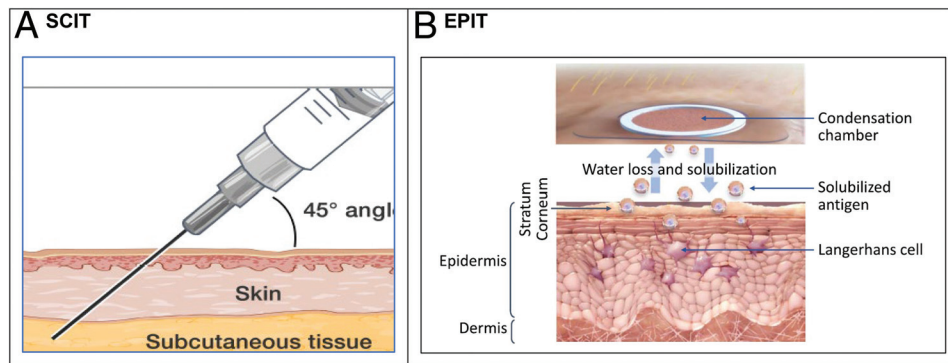 A SCIT
45° angl
Skin
Subcutaneous tissue
B EPIT
Condensation
chamber
Water loss and solubilization
Solubilized
antigen
Stratum
Corneum
Epidermis
Langerhans cell
Dermis